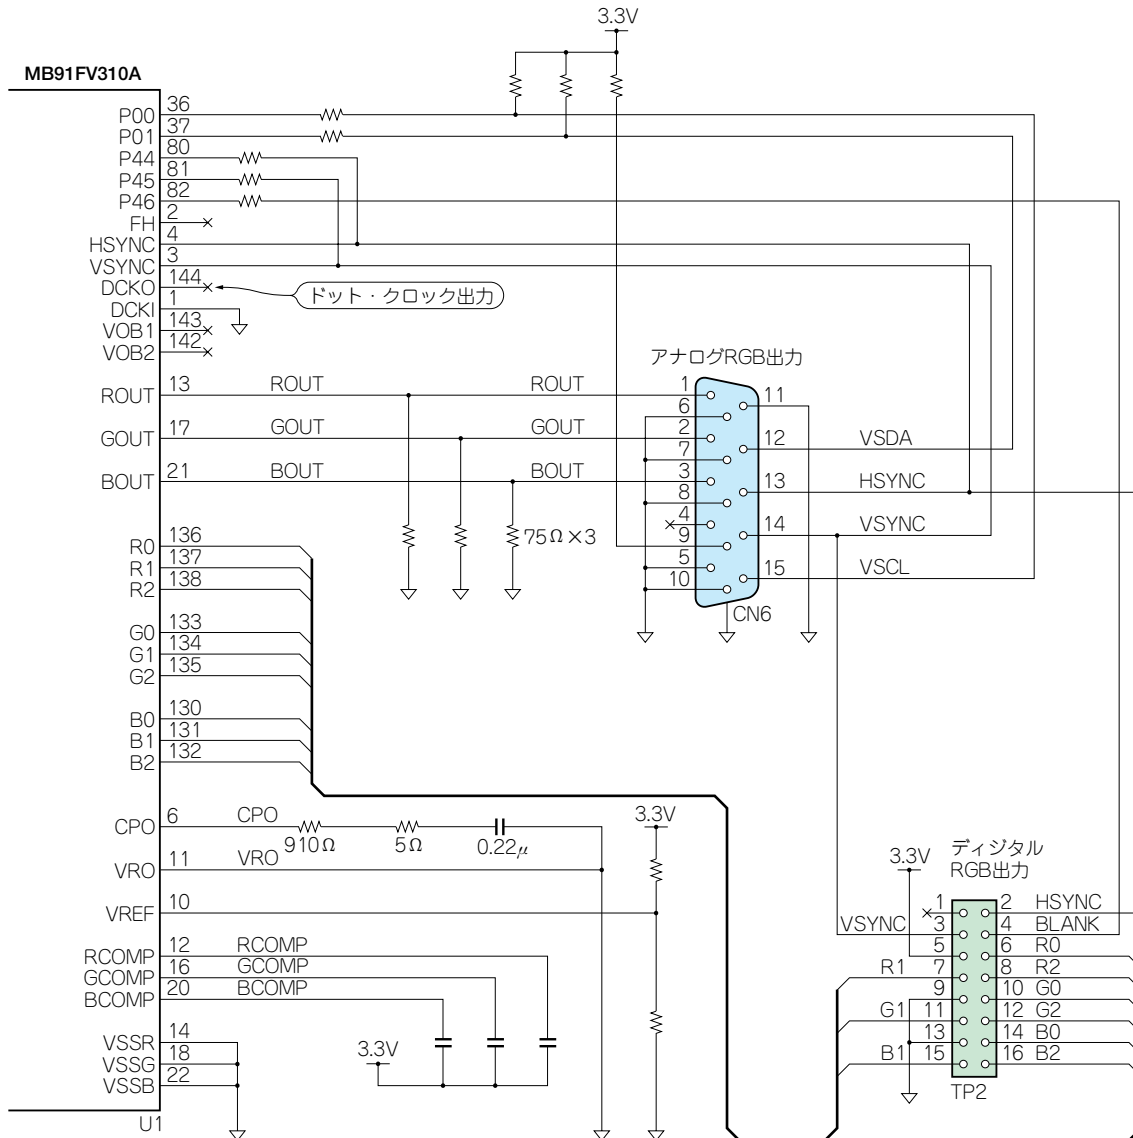 3.3V
MB91FV310A
P00 36
P01 37
P44 80
P45 81
P46 82
FH 2
HSYNC 4
VSYNC 3
DCKO 144
ドット・クロック出力
DCKI 1
VOB1 143
VOB2 142
アナログRGB出力
ROUT 13 ROUT ROUT 1
6
GOUT 17 GOUT GOUT 2
7
BOUT 21 BOUT BOUT 3
8
4
9
5
10
11
12 VSDA
13 HSYNC
14 VSYNC
15 VSCL
CN6
75Ω×3
R0 136
R1 137
R2 138
G0 133
G1 134
G2 135
B0 130
B1 131
B2 132
CPO 6 CPO
910Ω 5Ω 0.22μ
3.3V
VRO 11 VRO
VREF 10
RCOMP 12 RCOMP
GCOMP 16 GCOMP
BCOMP 20 BCOMP
VSSR 14
VSSG 18
VSSB 22
3.3V
U1
ディジタル
RGB出力
3.3V
1 2 HSYNC
VSYNC 3 4 BLANK
5 6 R0
R1 7 8 R2
9 10 G0
G1 11 12 G2
13 14 B0
B1 15 16 B2
TP2